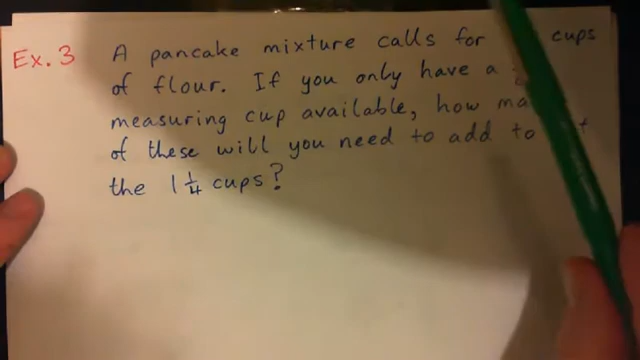 Ex. 3 A pancake mixture calls for cups
of flour. If you only have a
measuring cup available, how
of these will you need to add to
the 1 1/4 cups?